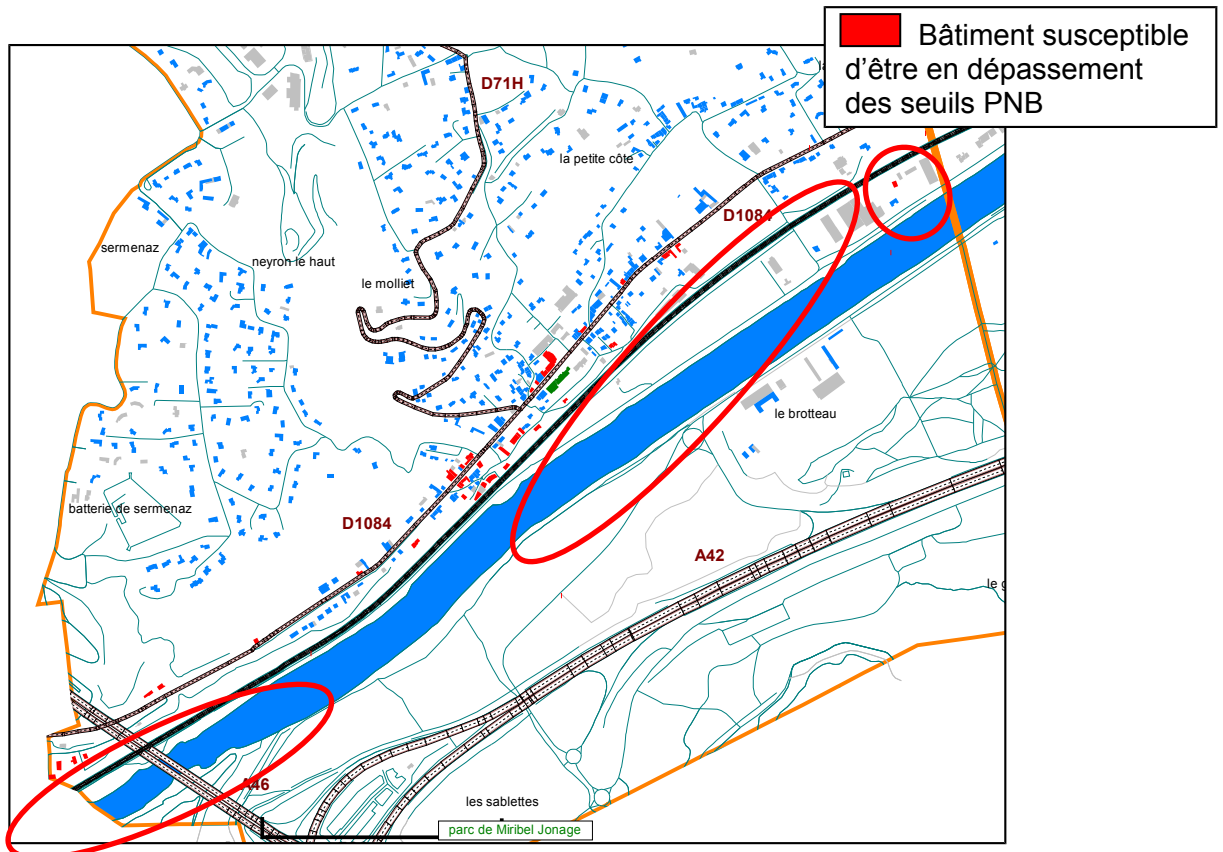 Bâtiment susceptible
d'être en dépassement
des seuils PNB
D71H
la petite côte
D1084
sermenaz
neyron le haut
le molliet
le brotteau
batterie de sermenaz
D1084
A42
A46
les sablettes
parc de Miribel Jonage